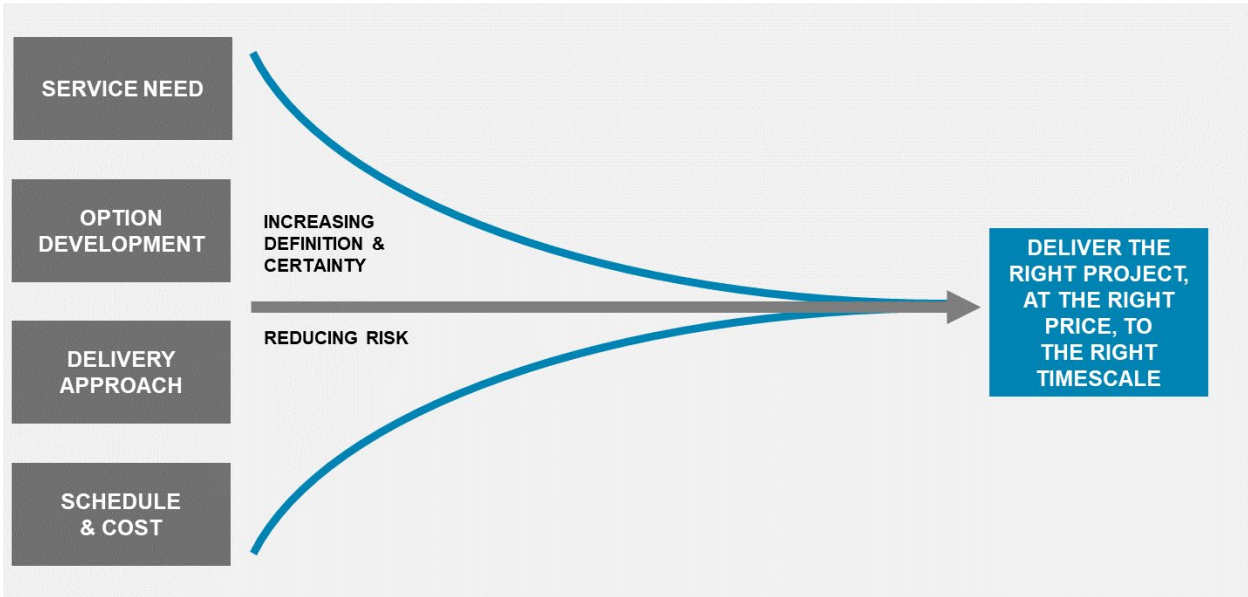 SERVICE NEED
OPTION
DEVELOPMENT
DELIVERY
APPROACH
SCHEDULE
& COST
INCREASING
DEFINITION &
CERTAINTY
REDUCING RISK
DELIVER THE
RIGHT PROJECT,
AT THE RIGHT
PRICE, TO
THE RIGHT
TIMESCALE